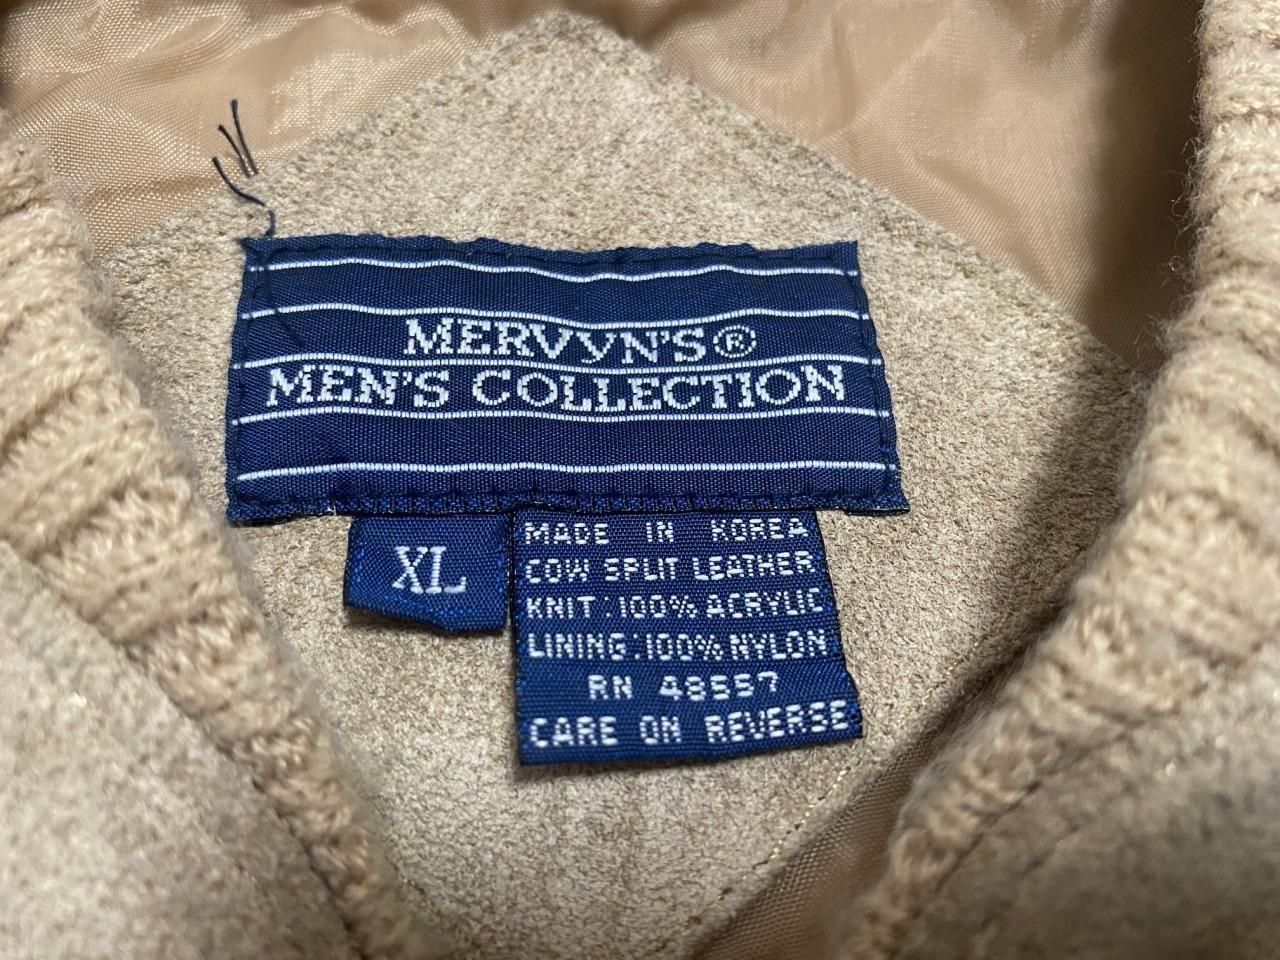 MERVYN'S®
MEN'S COLLECTION
XL
MADE IN KOREA
COW SPLIT LEATHER
KNIT: 100% ACRYLIC
LINING: 100% NYLON
RN 48557
CARE ON REVERSE